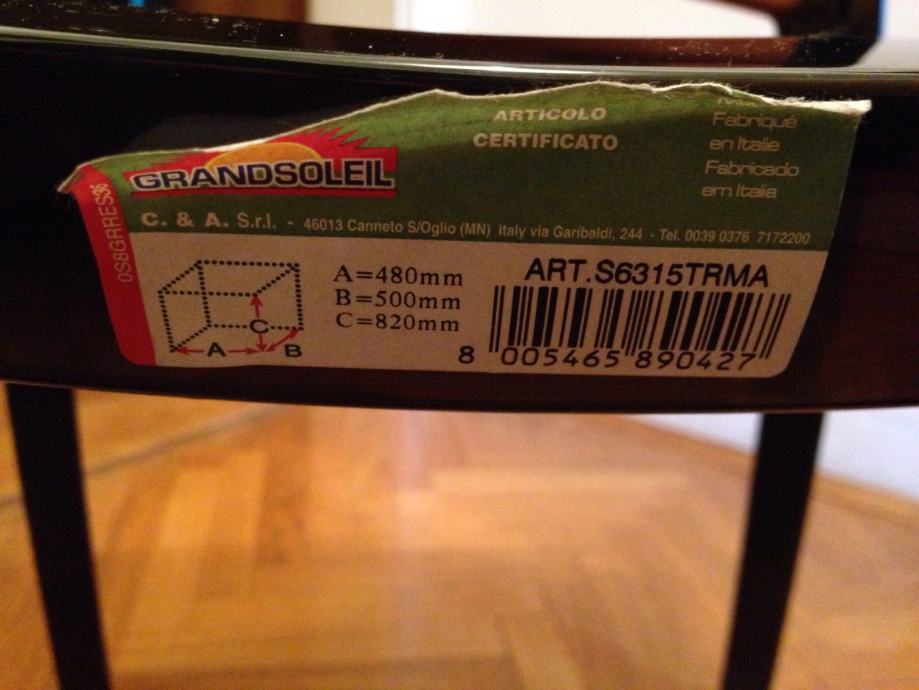 ARTICOLO
CERTIFICATO
Fabriqué
en Italie
Fabricado
em Italia
GRANDSOLEIL
C. & A. S.r.l. - 46013 Canneto S/Oglio (MN) Italy via Garibaldi, 244 - Tel. 0039 0376 7172200
0S8GRRES36
A=480mm
B=500mm
C=820mm
C
A
B
ART.S6315TRMA
8 005465 890427